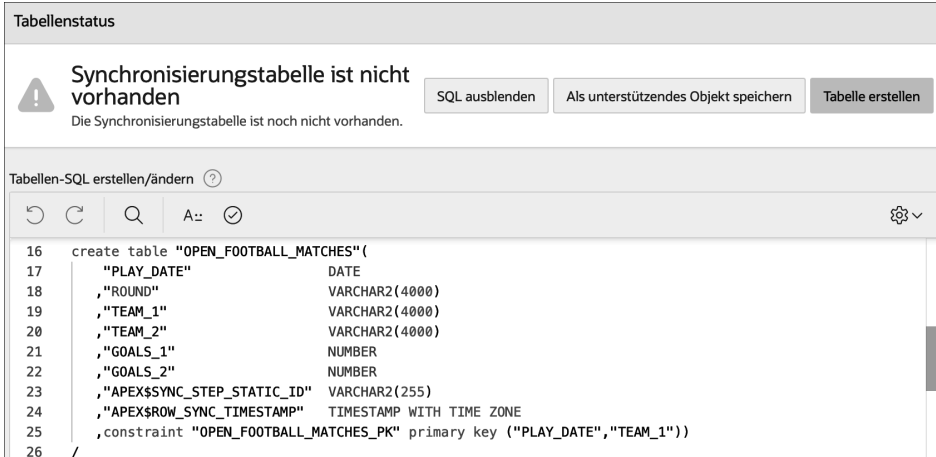 Tabellenstatus
Synchronisierungstabelle ist nicht
vorhanden
Die Synchronisierungstabelle ist noch nicht vorhanden.
SQL ausblenden
Als unterstützendes Objekt speichern
Tabelle erstellen
Tabellen-SQL erstellen/ändern ?
A
16 create table "OPEN_FOOTBALL_MATCHES"(
17 "PLAY_DATE" DATE
18 ,"ROUND" VARCHAR2(4000)
19 ,"TEAM_1" VARCHAR2(4000)
20 ,"TEAM_2" VARCHAR2(4000)
21 ,"GOALS_1" NUMBER
22 ,"GOALS_2" NUMBER
23 ,"APEX$SYNC_STEP_STATIC_ID" VARCHAR2(255)
24 ,"APEX$ROW_SYNC_TIMESTAMP" TIMESTAMP WITH TIME ZONE
25 ,constraint "OPEN_FOOTBALL_MATCHES_PK" primary key ("PLAY_DATE","TEAM_1"))
26 /